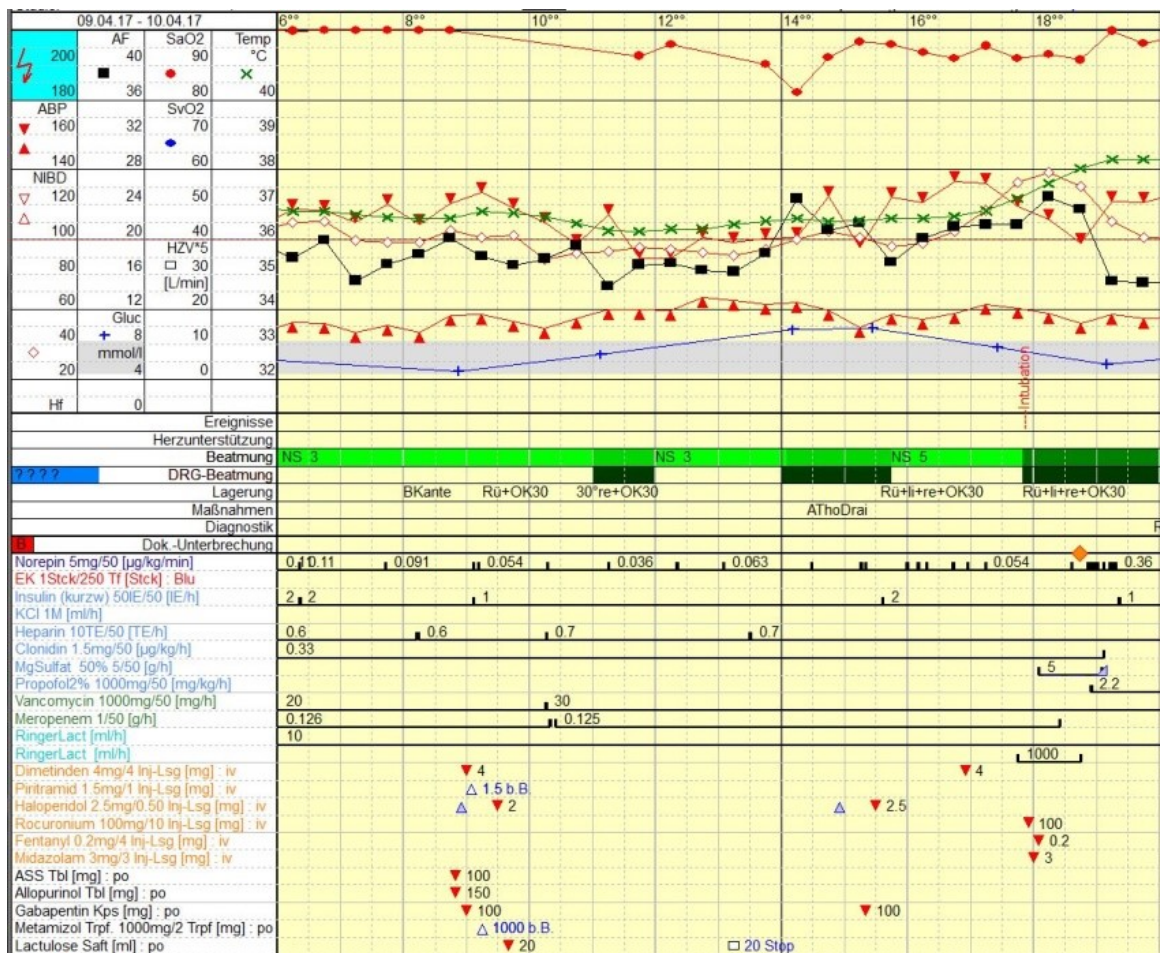 09.04.17 - 10.04.17 6⁰⁰ 8⁰⁰ 10⁰⁰ 12⁰⁰ 14⁰⁰ 16⁰⁰ 18⁰⁰
AF SaO2 Temp
200 40 90 °C
180 36 80 40
ABP SvO2
160 32 70 39
140 28 60 38
NIBD
120 24 50 37
100 20 40 36
HZV*5
80 16 30 35
[L/min]
60 12 20 34
Gluc
40 8 10 33
mmol/l
20 4 0 32
Hf 0
----Intubation
Ereignisse
Herzunterstützung
Beatmung NS 3 NS 3 NS 5
? ? ? ? DRG-Beatmung
Lagerung BKante Rü+OK30 30°re+OK30 Rü+li+re+OK30 Rü+li+re+OK30
Maßnahmen AThoDrai
Diagnostik R
B Dok.-Unterbrechung
Norepin 5mg/50 [µg/kg/min] 0.11 0.11 0.091 0.054 0.036 0.063 0.054 0.36
EK 1Stck/250 Tf [Stck] : Blu
Insulin (kurzw) 50IE/50 [IE/h] 2 2 1 2 1
KCl 1M [ml/h]
Heparin 10TE/50 [TE/h] 0.6 0.6 0.7 0.7
Clonidin 1.5mg/50 [µg/kg/h] 0.33
MgSulfat 50% 5/50 [g/h] 5
Propofol2% 1000mg/50 [mg/kg/h] 2.2
Vancomycin 1000mg/50 [mg/h] 20 30
Meropenem 1/50 [g/h] 0.126 0.125
RingerLact [ml/h] 10
RingerLact [ml/h] 1000
Dimetinden 4mg/4 Inj-Lsg [mg] : iv 4 4
Piritramid 1.5mg/1 Inj-Lsg [mg] : iv 1.5 b.B.
Haloperidol 2.5mg/0.50 Inj-Lsg [mg] : iv 2 2.5
Rocuronium 100mg/10 Inj-Lsg [mg] : iv 100
Fentanyl 0.2mg/4 Inj-Lsg [mg] : iv 0.2
Midazolam 3mg/3 Inj-Lsg [mg] : iv 3
ASS Tbl [mg] : po 100
Allopurinol Tbl [mg] : po 150
Gabapentin Kps [mg] : po 100 100
Metamizol Trpf. 1000mg/2 Trpf [mg] : po 1000 b.B.
Lactulose Saft [ml] : po 20 20 Stop